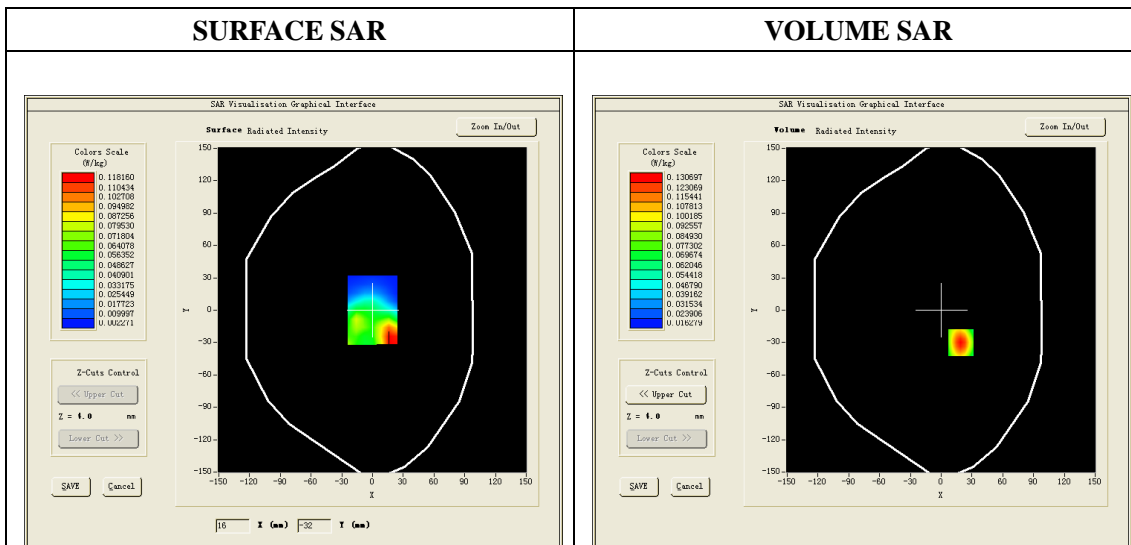 SURFACE SAR
VOLUME SAR
SAR Visualisation Graphical Interface
Surface Radiated Intensity
Zoom In/Out
Colors Scale
(W/kg)
0.118160
0.110434
0.102708
0.094982
0.087256
0.079530
0.071804
0.064078
0.056352
0.048627
0.040901
0.033175
0.025449
0.017723
0.009997
0.002271
150
120
90
60
30
0
-30
-60
-90
-120
-150
Y
-150 -120 -90 -60 -30 0 30 60 90 120 150
X
Z-Cuts Control
<< Upper Cut
Z = 4.0 mm
Lower Cut >>
SAVE
Cancel
16 X (mm) -32 Y (mm)
SAR Visualisation Graphical Interface
Volume Radiated Intensity
Zoom In/Out
Colors Scale
(W/kg)
0.130697
0.123069
0.115441
0.107813
0.100185
0.092557
0.084930
0.077302
0.069674
0.062046
0.054418
0.046790
0.039162
0.031534
0.023906
0.016279
150
120
90
60
30
0
-30
-60
-90
-120
-150
Y
-150 -120 -90 -60 -30 0 30 60 90 120 150
X
Z-Cuts Control
<< Upper Cut
Z = 4.0 mm
Lower Cut >>
SAVE
Cancel